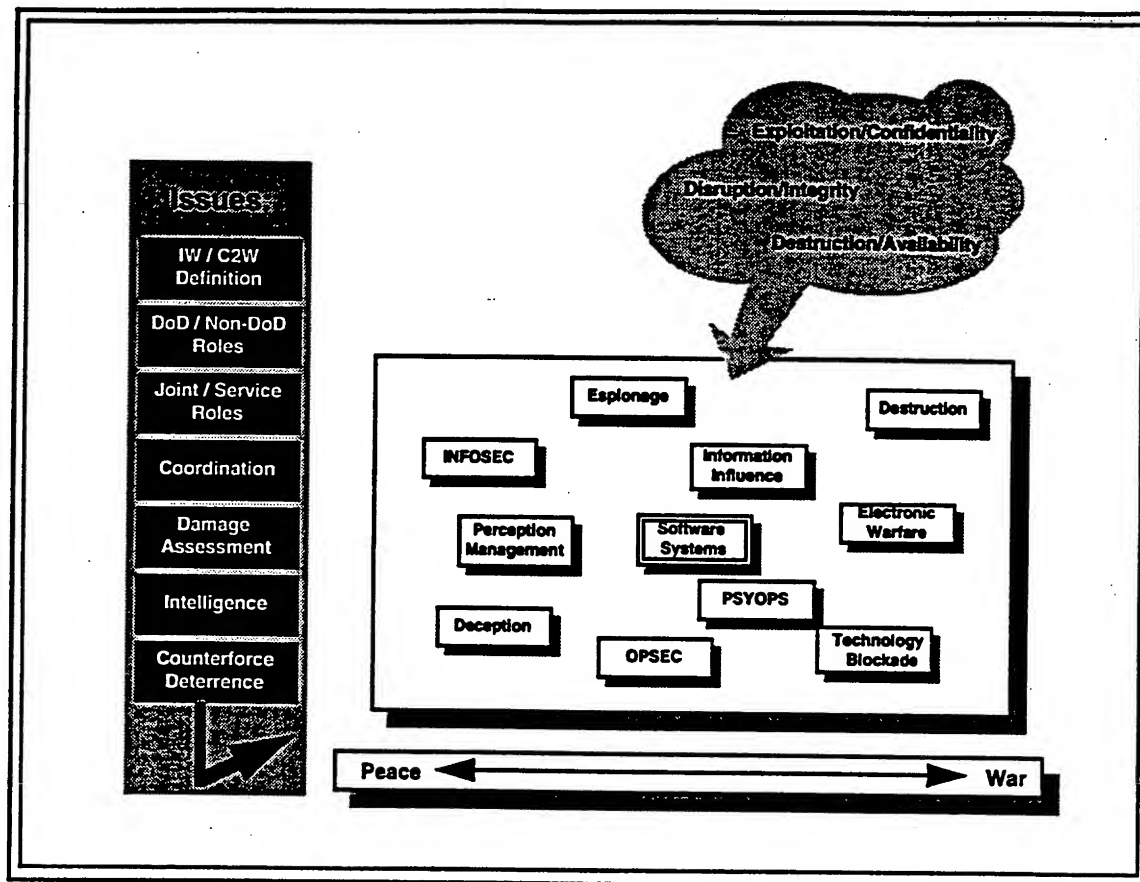 Issues
IW / C2W
Definition
DoD / Non-DoD
Roles
Joint / Service
Roles
Coordination
Damage
Assessment
Intelligence
Counterforce
Deterrence
Exploitation/Confidentiality
Disruption/Integrity
Destruction/Availability
Espionage
Destruction
INFOSEC
Information
Influence
Perception
Management
Software
Systems
Electronic
Warfare
PSYOPS
Deception
OPSEC
Technology
Blockade
Peace
War